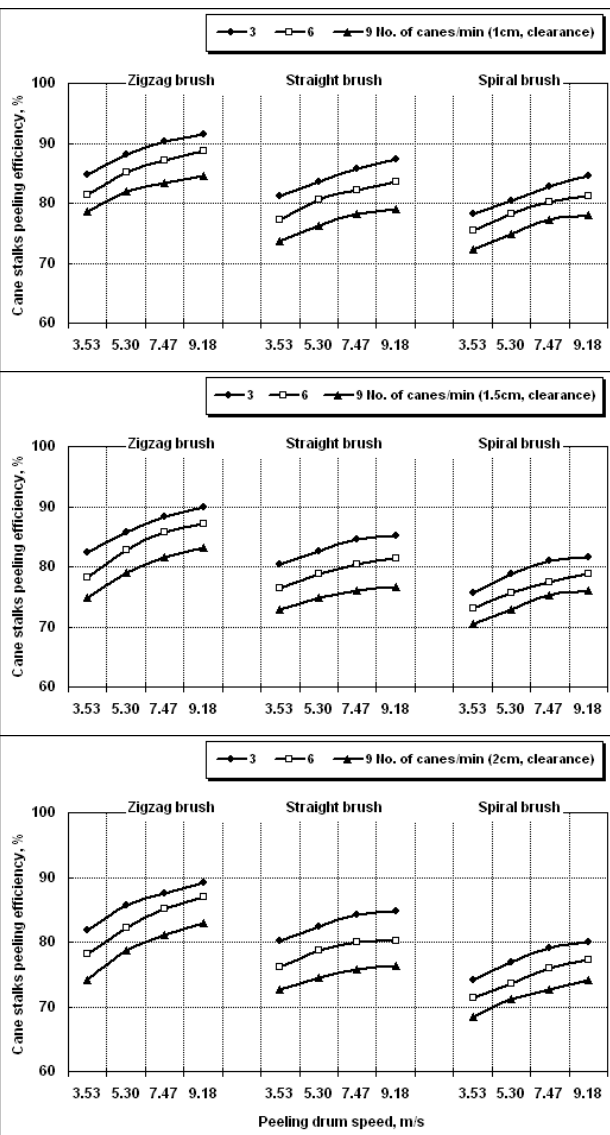 3 6 9 No. of canes/min (1cm, clearance)
Zigzag brush Straight brush Spiral brush
Cane stalks peeling efficiency, %
100
90
80
70
60
3.53 5.30 7.47 9.18 3.53 5.30 7.47 9.18 3.53 5.30 7.47 9.18
3 6 9 No. of canes/min (1.5cm, clearance)
Zigzag brush Straight brush Spiral brush
Cane stalks peeling efficiency, %
100
90
80
70
60
3.53 5.30 7.47 9.18 3.53 5.30 7.47 9.18 3.53 5.30 7.47 9.18
3 6 9 No. of canes/min (2cm, clearance)
Zigzag brush Straight brush Spiral brush
Cane stalks peeling efficiency, %
100
90
80
70
60
3.53 5.30 7.47 9.18 3.53 5.30 7.47 9.18 3.53 5.30 7.47 9.18
Peeling drum speed, m/s